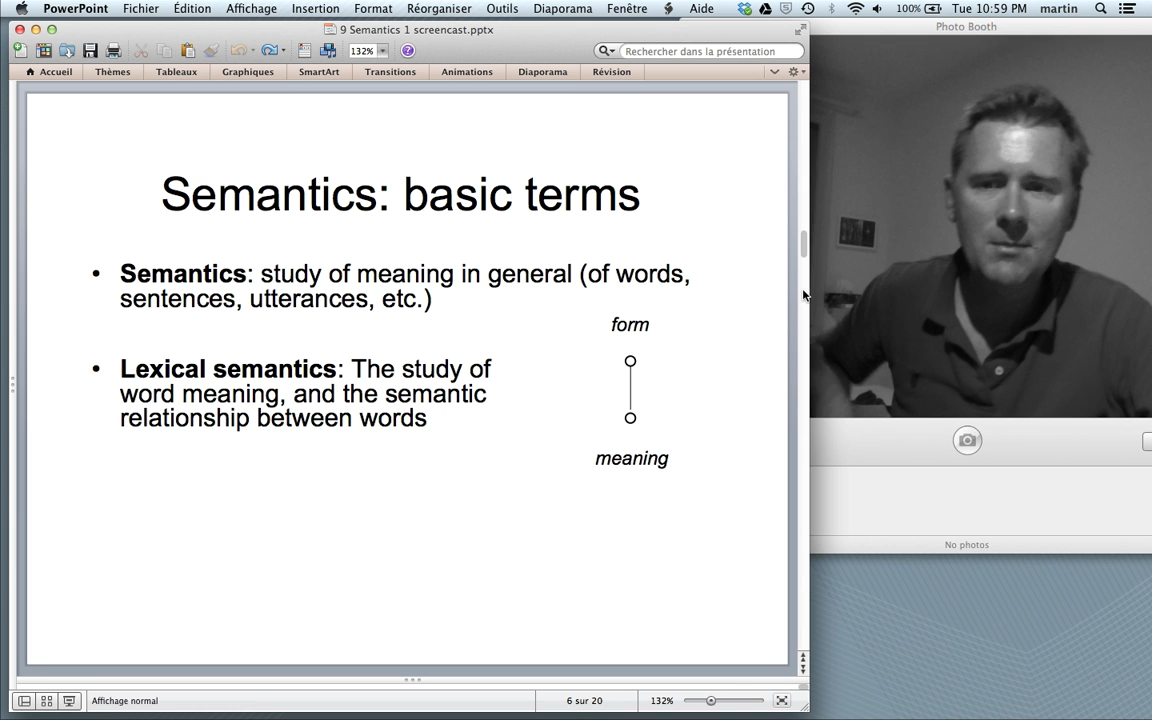 PowerPoint Fichier Édition Affichage Insertion Format Réorganiser Outils Diaporama Fenêtre Aide 100% Tue 10:59 PM martin
9 Semantics 1 screencast.pptx
Photo Booth
132% Rechercher dans la présentation
Accueil Thèmes Tableaux Graphiques SmartArt Transitions Animations Diaporama Révision
Semantics: basic terms
• Semantics: study of meaning in general (of words,
sentences, utterances, etc.)
form
• Lexical semantics: The study of
word meaning, and the semantic
relationship between words
meaning
No photos
Affichage normal 6 sur 20 132%